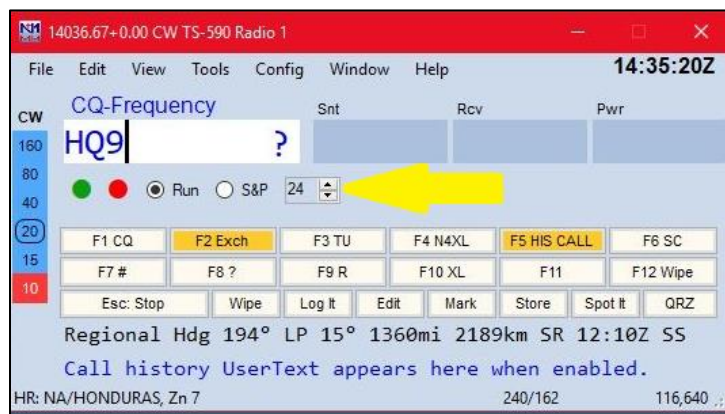 N1MM 14036.67+0.00 CW TS-590 Radio 1
File Edit View Tools Config Window Help 14:35:20Z
CW CQ-Frequency Snt Rcv Pwr
160 HQ9 ?
80
40 Run S&P 24
20 F1 CQ F2 Exch F3 TU F4 N4XL F5 HIS CALL F6 SC
15 F7 # F8 ? F9 R F10 XL F11 F12 Wipe
10 Esc: Stop Wipe Log It Edit Mark Store Spot It QRZ
Regional Hdg 194° LP 15° 1360mi 2189km SR 12:10Z SS
Call history UserText appears here when enabled.
HR: NA/HONDURAS, Zn 7 240/162 116,640